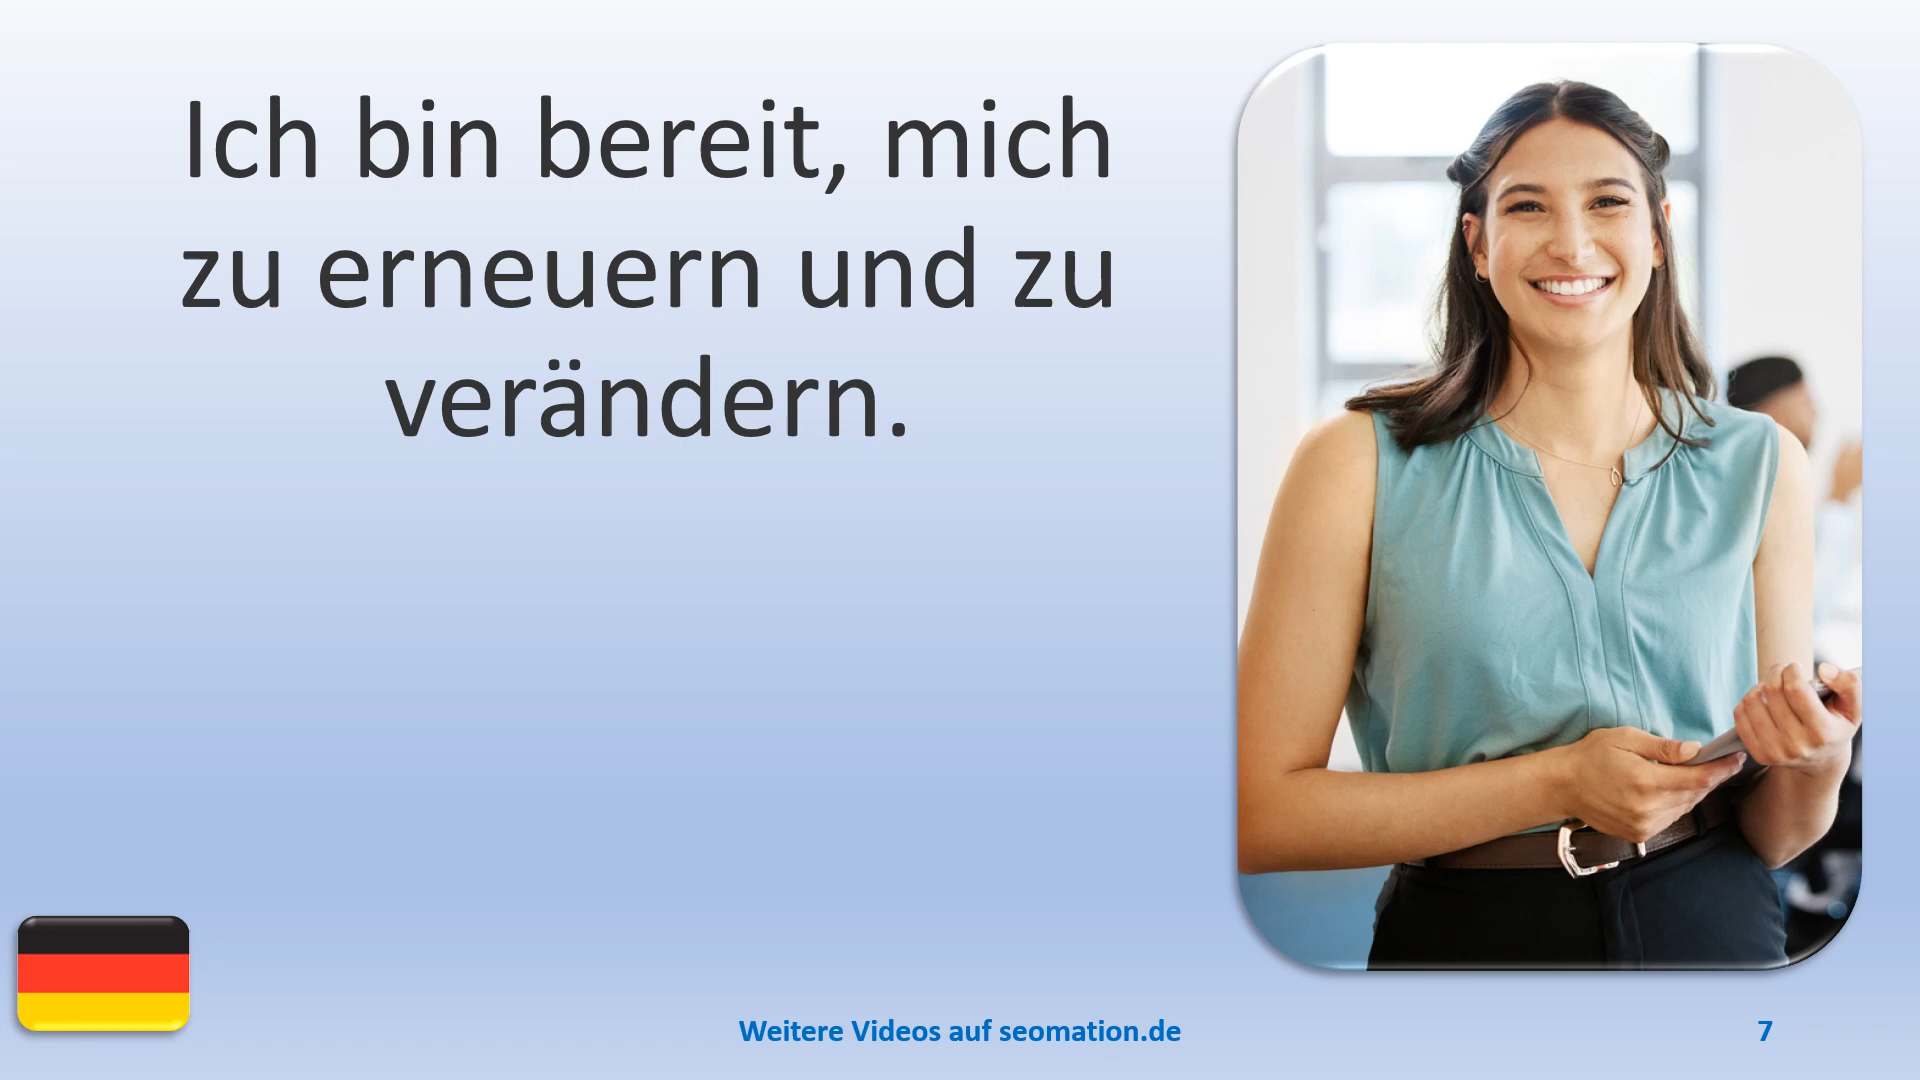 Ich bin bereit, mich
zu erneuern und zu
verändern.
Weitere Videos auf seomation.de
7